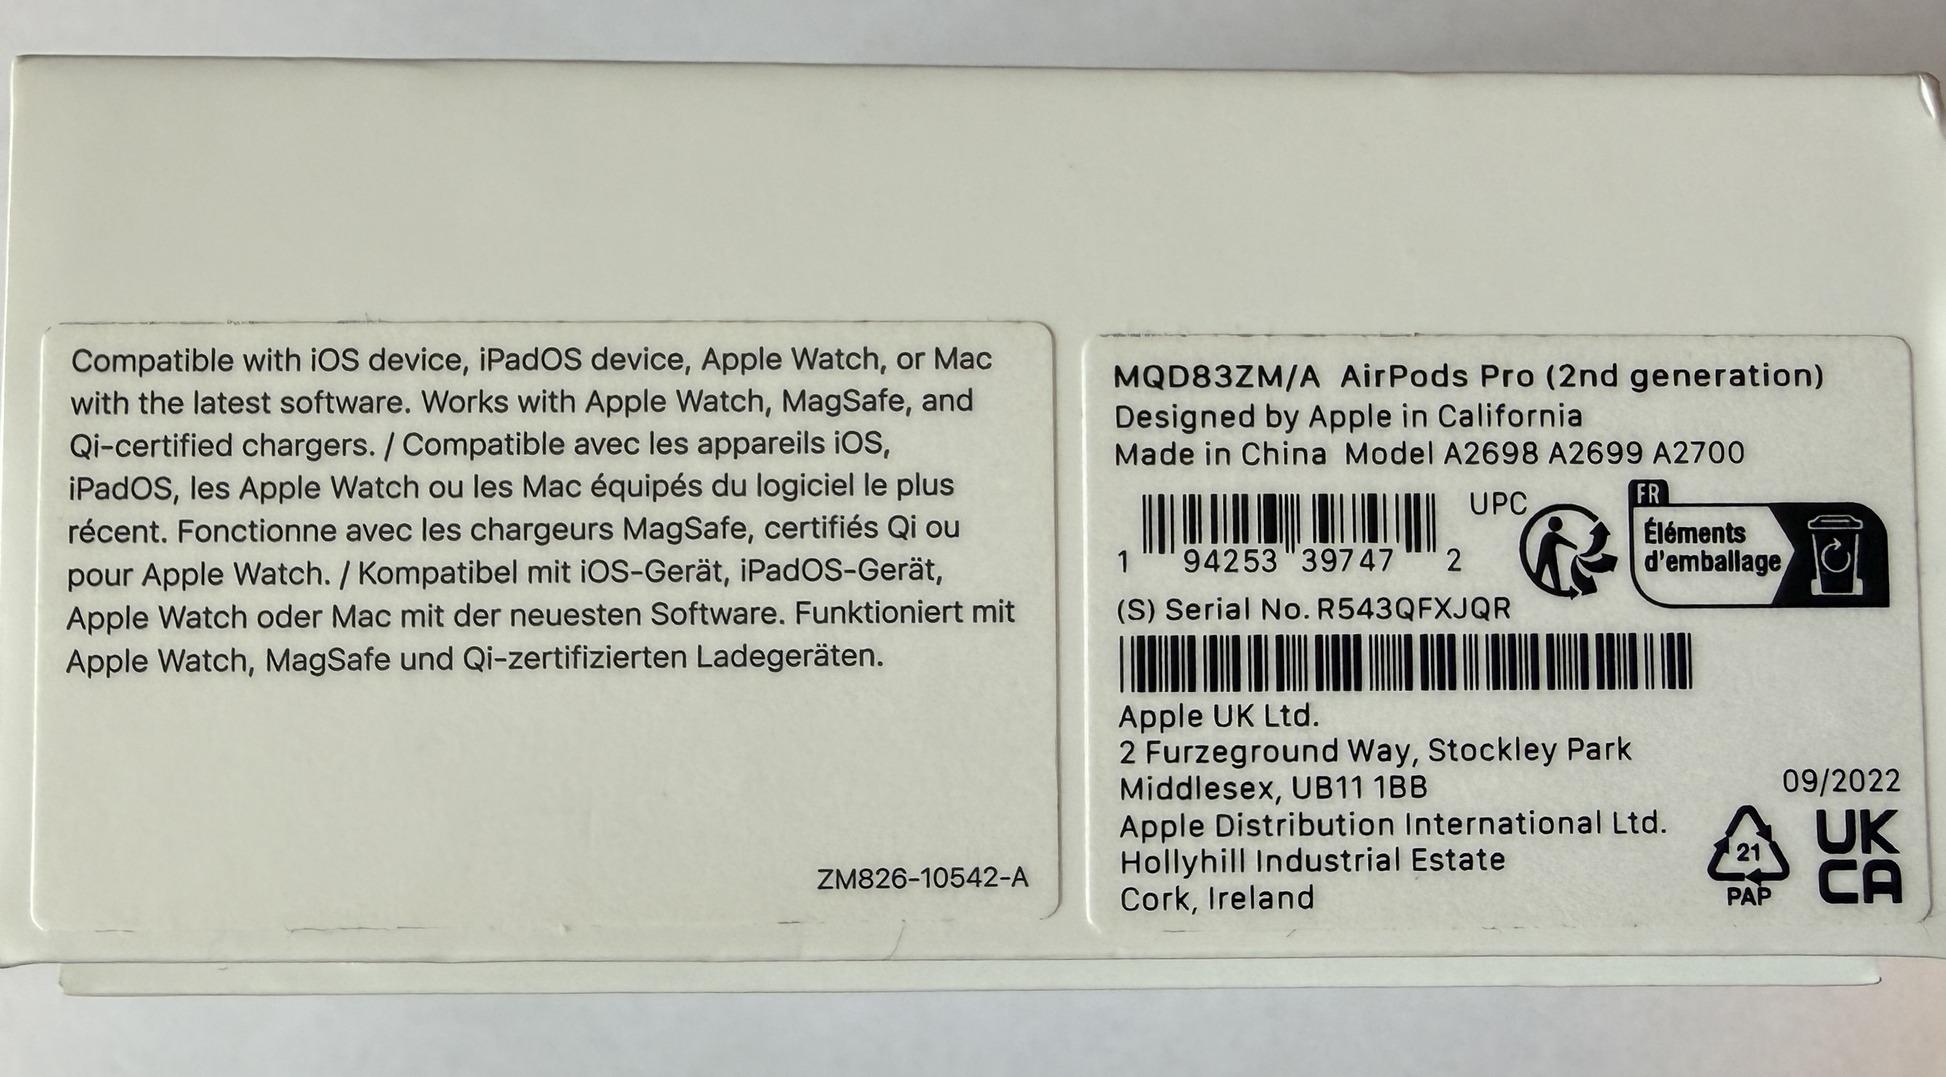 Compatible with iOS device, iPadOS device, Apple Watch, or Mac
with the latest software. Works with Apple Watch, MagSafe, and
Qi-certified chargers. / Compatible avec les appareils iOS,
iPadOS, les Apple Watch ou les Mac équipés du logiciel le plus
récent. Fonctionne avec les chargeurs MagSafe, certifiés Qi ou
pour Apple Watch. / Kompatibel mit iOS-Gerät, iPadOS-Gerät,
Apple Watch oder Mac mit der neuesten Software. Funktioniert mit
Apple Watch, MagSafe und Qi-zertifizierten Ladegeräten.
ZM826-10542-A
MQD83ZM/A AirPods Pro (2nd generation)
Designed by Apple in California
Made in China Model A2698 A2699 A2700
UPC
1 94253 39747 2
FR
Éléments
d'emballage
(S) Serial No. R543QFXJQR
Apple UK Ltd.
2 Furzeground Way, Stockley Park
Middlesex, UB11 1BB
Apple Distribution International Ltd.
Hollyhill Industrial Estate
Cork, Ireland
09/2022
21
PAP
UK
CA